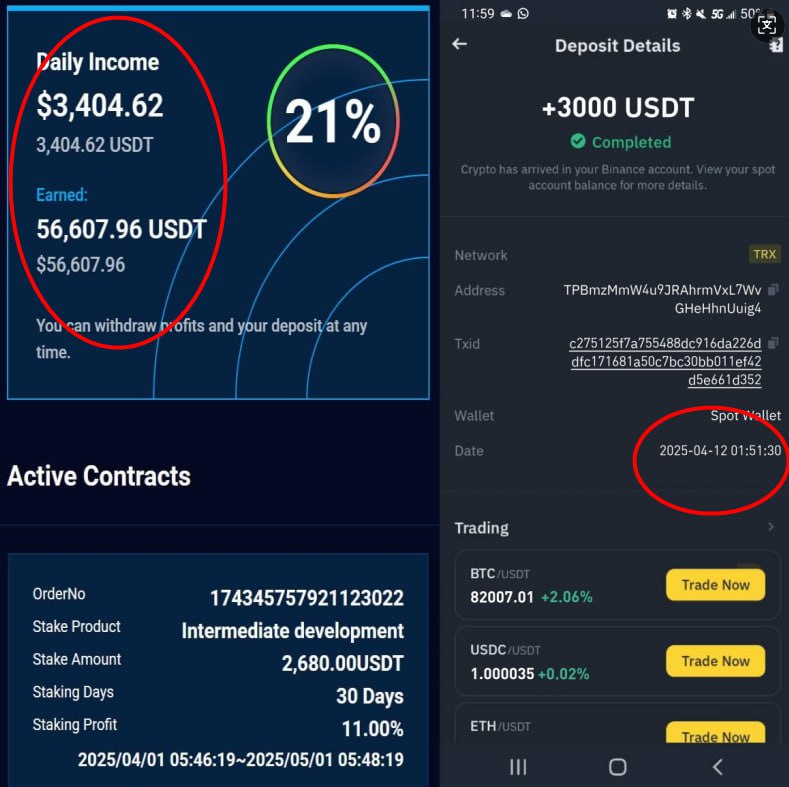 Daily Income
$3,404.62
3,404.62 USDT
21%
Earned:
56,607.96 USDT
$56,607.96
You can withdraw profits and your deposit at any
time.
Active Contracts
OrderNo 174345757921123022
Stake Product Intermediate development
Stake Amount 2,680.00USDT
Staking Days 30 Days
Staking Profit 11.00%
2025/04/01 05:46:19~2025/05/01 05:48:19
11:59 5G 50%
Deposit Details
+3000 USDT
Completed
Crypto has arrived in your Binance account. View your spot
account balance for more details.
Network TRX
Address TPBmzMmW4u9JRAhrmVxL7Wv
GHeHhnUuig4
Txid c275125f7a755488dc916da226d
dfc171681a50c7bc30bb011ef42
d5e661d352
Wallet Spot Wallet
Date 2025-04-12 01:51:30
Trading
BTC/USDT
82007.01 +2.06% Trade Now
USDC/USDT
1.000035 +0.02% Trade Now
ETH/USDT
Trade Now